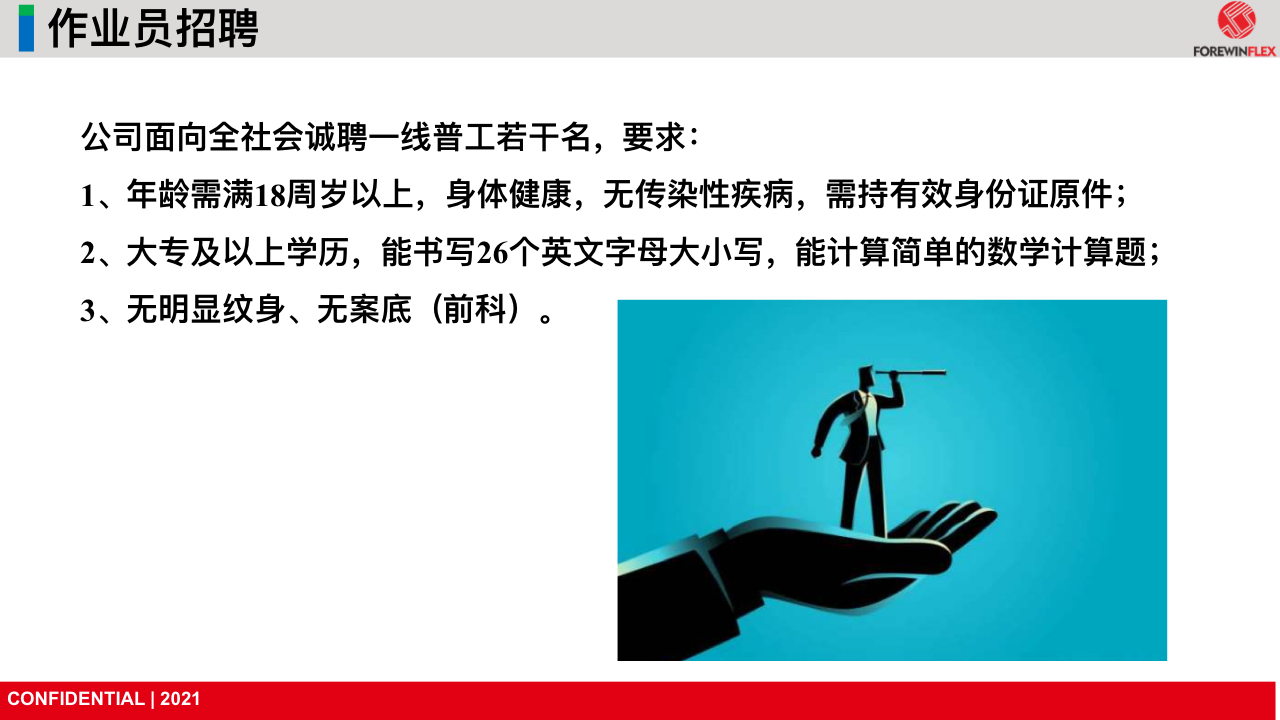 作业员招聘
FOREWINFLEX
公司面向全社会诚聘一线普工若干名，要求：
1、年龄需满18周岁以上，身体健康，无传染性疾病，需持有效身份证原件；
2、大专及以上学历，能书写26个英文字母大小写，能计算简单的数学计算题；
3、无明显纹身、无案底（前科）。
CONFIDENTIAL | 2021